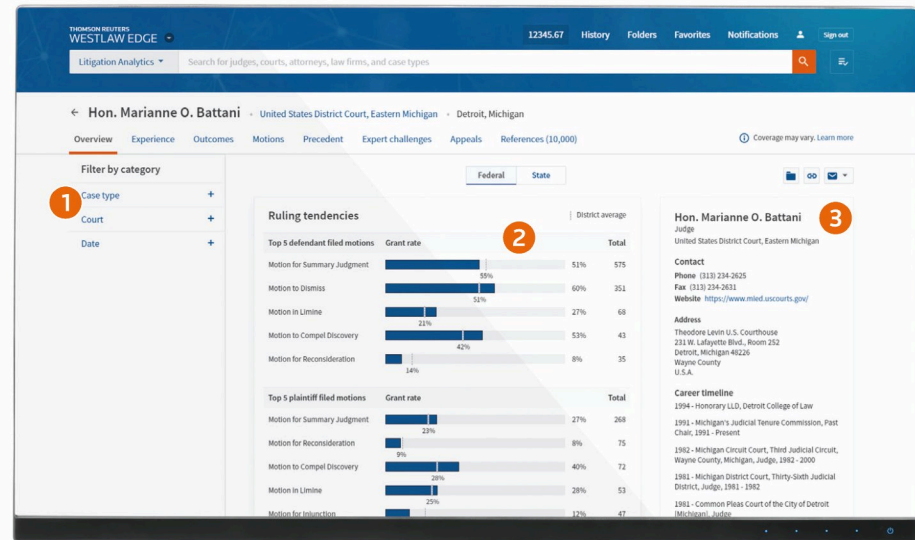 THOMSON REUTERS
WESTLAW EDGE
12345.67 History Folders Favorites Notifications Sign out
Litigation Analytics Search for judges, courts, attorneys, law firms, and case types
Hon. Marianne O. Battani • United States District Court, Eastern Michigan • Detroit, Michigan
Overview Experience Outcomes Motions Precedent Expert challenges Appeals References (10,000)
Coverage may vary. Learn more
Filter by category
1
Case type +
Court +
Date +
Federal State
Ruling tendencies
| District average
2
Top 5 defendant filed motions Grant rate Total
Motion for Summary Judgment 51% 575
55%
Motion to Dismiss 60% 351
51%
Motion in Limine 27% 68
21%
Motion to Compel Discovery 53% 43
42%
Motion for Reconsideration 8% 35
14%
Top 5 plaintiff filed motions Grant rate Total
Motion for Summary Judgment 27% 268
23%
Motion for Reconsideration 8% 75
9%
Motion to Compel Discovery 40% 72
28%
Motion in Limine 28% 53
25%
Motion for Injunction 12% 47
Hon. Marianne O. Battani
3
Judge
United States District Court, Eastern Michigan
Contact
Phone (313) 234-2625
Fax (313) 234-2631
Website https://www.mied.uscourts.gov/
Address
Theodore Levin U.S. Courthouse
231 W. Lafayette Blvd., Room 252
Detroit, Michigan 48226
Wayne County
U.S.A.
Career timeline
1994 - Honorary LLD, Detroit College of Law
1991 - Michigan's Judicial Tenure Commission, Past
Chair, 1991 - Present
1982 - Michigan Circuit Court, Third Judicial Circuit,
Wayne County, Michigan, Judge, 1982 - 2000
1981 - Michigan District Court, Thirty-Sixth Judicial
District, Judge, 1981 - 1982
1981 - Common Pleas Court of the City of Detroit
(Michigan), Judge